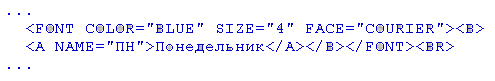 ...
<FONT COLOR="BLUE" SIZE="4" FACE="COURIER"><B>
<A NAME="ПН">Понедельник</A></B></FONT><BR>
...